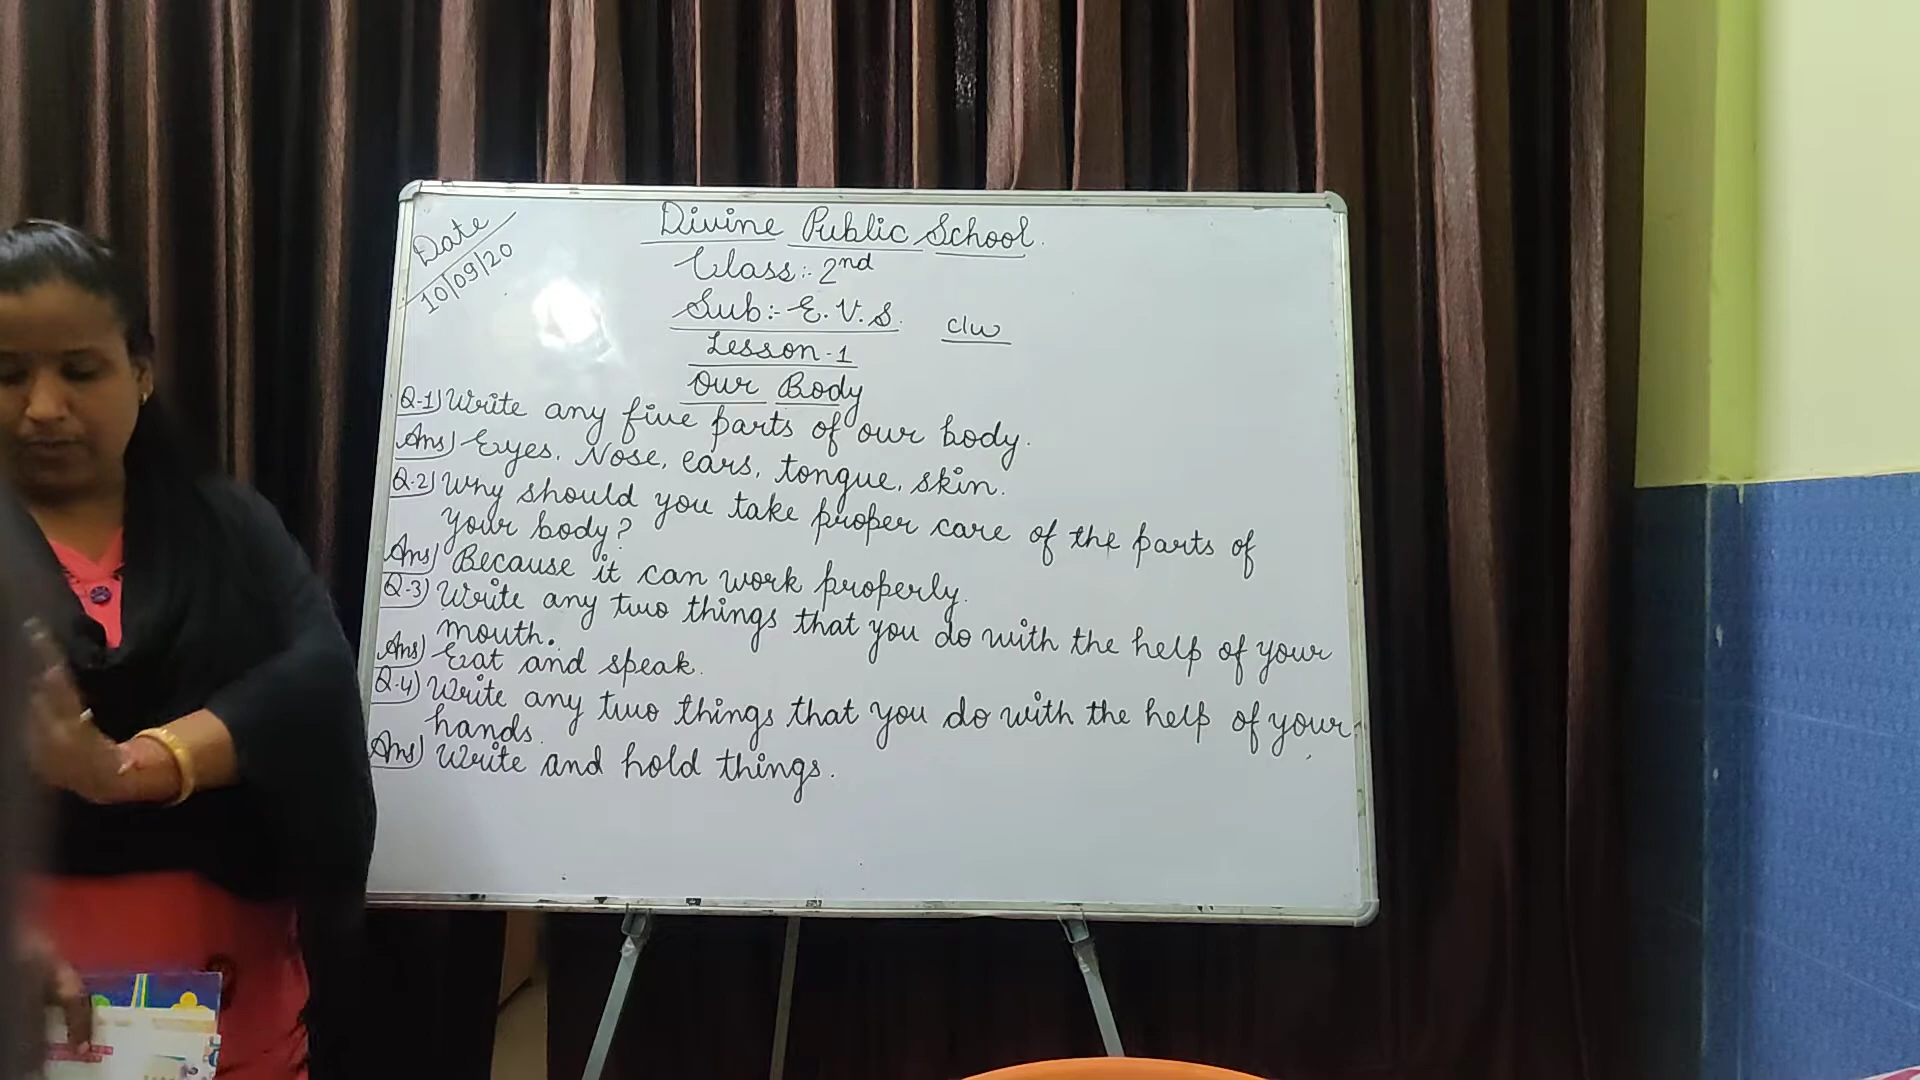 Date
10/09/20
Divine Public School.
Class:- 2nd
Sub:- E.V.S.
c/w
Lesson-1
Our Body
Q-1) Write any five parts of our body.
Ans) Eyes, Nose, ears, tongue, skin.
Q.2) Why should you take proper care of the parts of
your body?
Ans) Because it can work properly.
Q-3) Write any two things that you do with the help of your
mouth.
Ans) Eat and speak.
Q.4) Write any two things that you do with the help of your
hands.
Ans) Write and hold things.